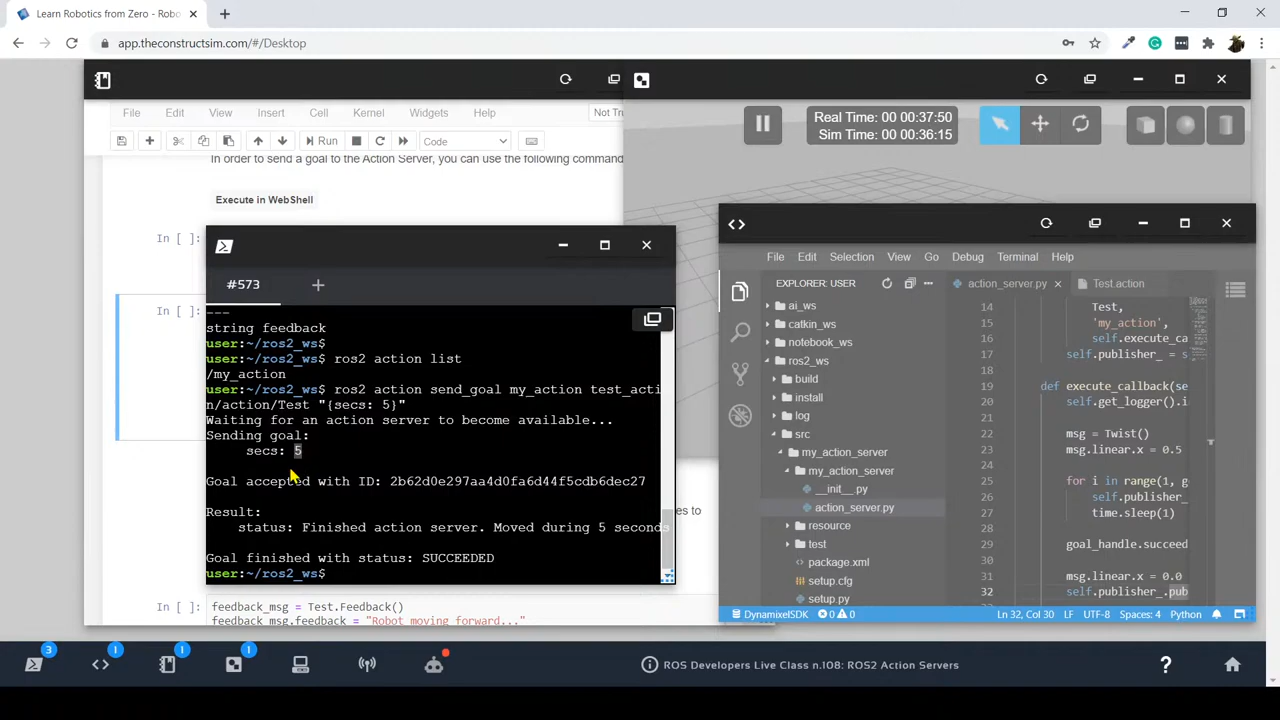 Learn Robotics from Zero - Robo
app.theconstructsim.com/#/Desktop
File Edit View Insert Cell Kernel Widgets Help
Not Tr
Run
Code
In order to send a goal to the Action Server, you can use the following command
Execute in WebShell
In [ ]:
In [ ]:
#573
---
string feedback
user:~/ros2_ws$
user:~/ros2_ws$ ros2 action list
/my_action
user:~/ros2_ws$ ros2 action send_goal my_action test_acti
n/action/Test "{secs: 5}"
Waiting for an action server to become available...
Sending goal:
secs: 5
Goal accepted with ID: 2b62d0e297aa4d0fa6d44f5cdb6dec27
Result:
status: Finished action server. Moved during 5 seconds
Goal finished with status: SUCCEEDED
user:~/ros2_ws$
s to
In [ ]:
feedback_msg = Test.Feedback()
feedback_msg.feedback = "Robot moving forward..."
Real Time: 00 00:37:50
Sim Time: 00 00:36:15
File Edit Selection View Go Debug Terminal Help
EXPLORER: USER
ai_ws
catkin_ws
notebook_ws
ros2_ws
build
install
log
src
my_action_server
my_action_server
__init__.py
action_server.py
resource
test
package.xml
setup.cfg
setup.py
action_server.py
Test.action
14 Test,
15 'my_action',
16 self.execute_ca
17 self.publisher_ = s
18
19 def execute_callback(se
20 self.get_logger().i
21
22 msg = Twist()
23 msg.linear.x = 0.5
24
25 for i in range(1, g
26 self.publisher_
27 time.sleep(1)
28
29 goal_handle.succeed
30
31 msg.linear.x = 0.0
32 self.publisher_.pub
DynamixelSDK 0 0 Ln 32, Col 30 LF UTF-8 Spaces: 4 Python
3 1 1 1
ROS Developers Live Class n.108: ROS2 Action Servers
?